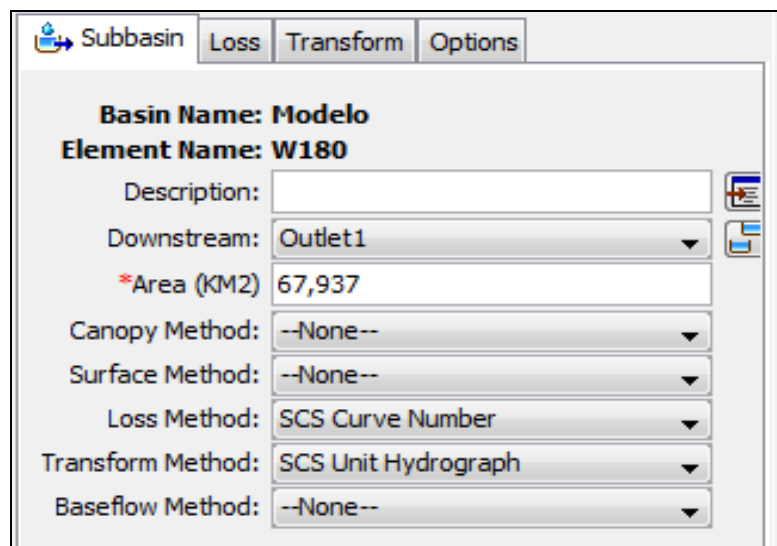 Subbasin Loss Transform Options
Basin Name: Modelo
Element Name: W180
Description:
Downstream: Outlet1
*Area (KM2) 67,937
Canopy Method: --None--
Surface Method: --None--
Loss Method: SCS Curve Number
Transform Method: SCS Unit Hydrograph
Baseflow Method: --None--